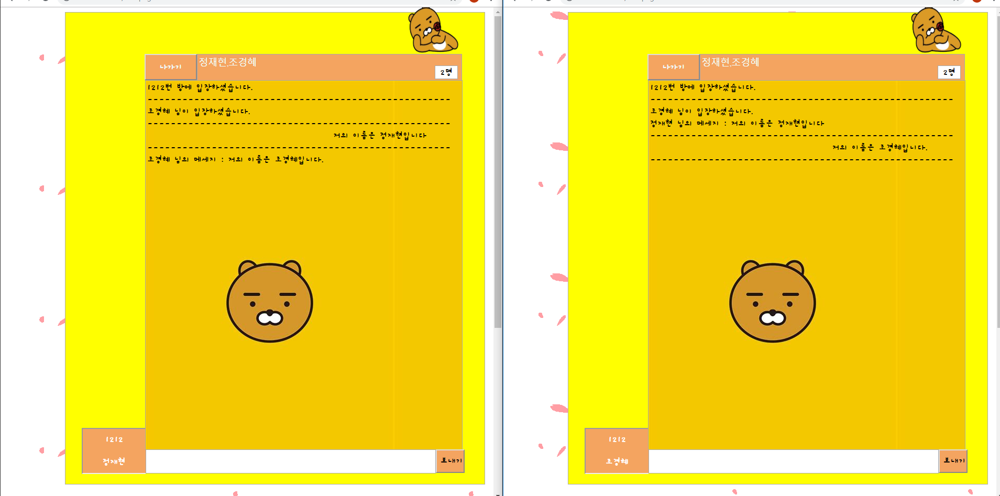 나가기
정재현,조경혜
2명
1212번 방에 입장하셨습니다.
--------------------------------------------------
조경혜 님이 입장하셨습니다.
--------------------------------------------------
저의 이름은 정재현입니다
--------------------------------------------------
조경혜 님의 메세지 : 저의 이름은 조경혜입니다.
1212
정재현
보내기
나가기
정재현,조경혜
2명
1212번 방에 입장하셨습니다.
--------------------------------------------------
조경혜 님이 입장하셨습니다.
정재현 님의 메세지 : 저의 이름은 정재현입니다
--------------------------------------------------
저의 이름은 조경혜입니다.
--------------------------------------------------
1212
조경혜
보내기